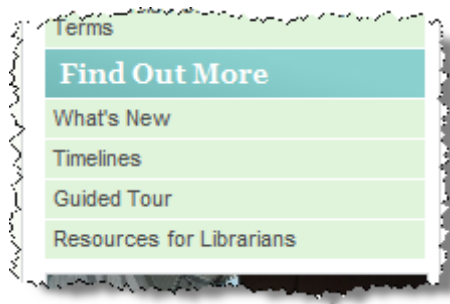 Terms
Find Out More
What's New
Timelines
Guided Tour
Resources for Librarians